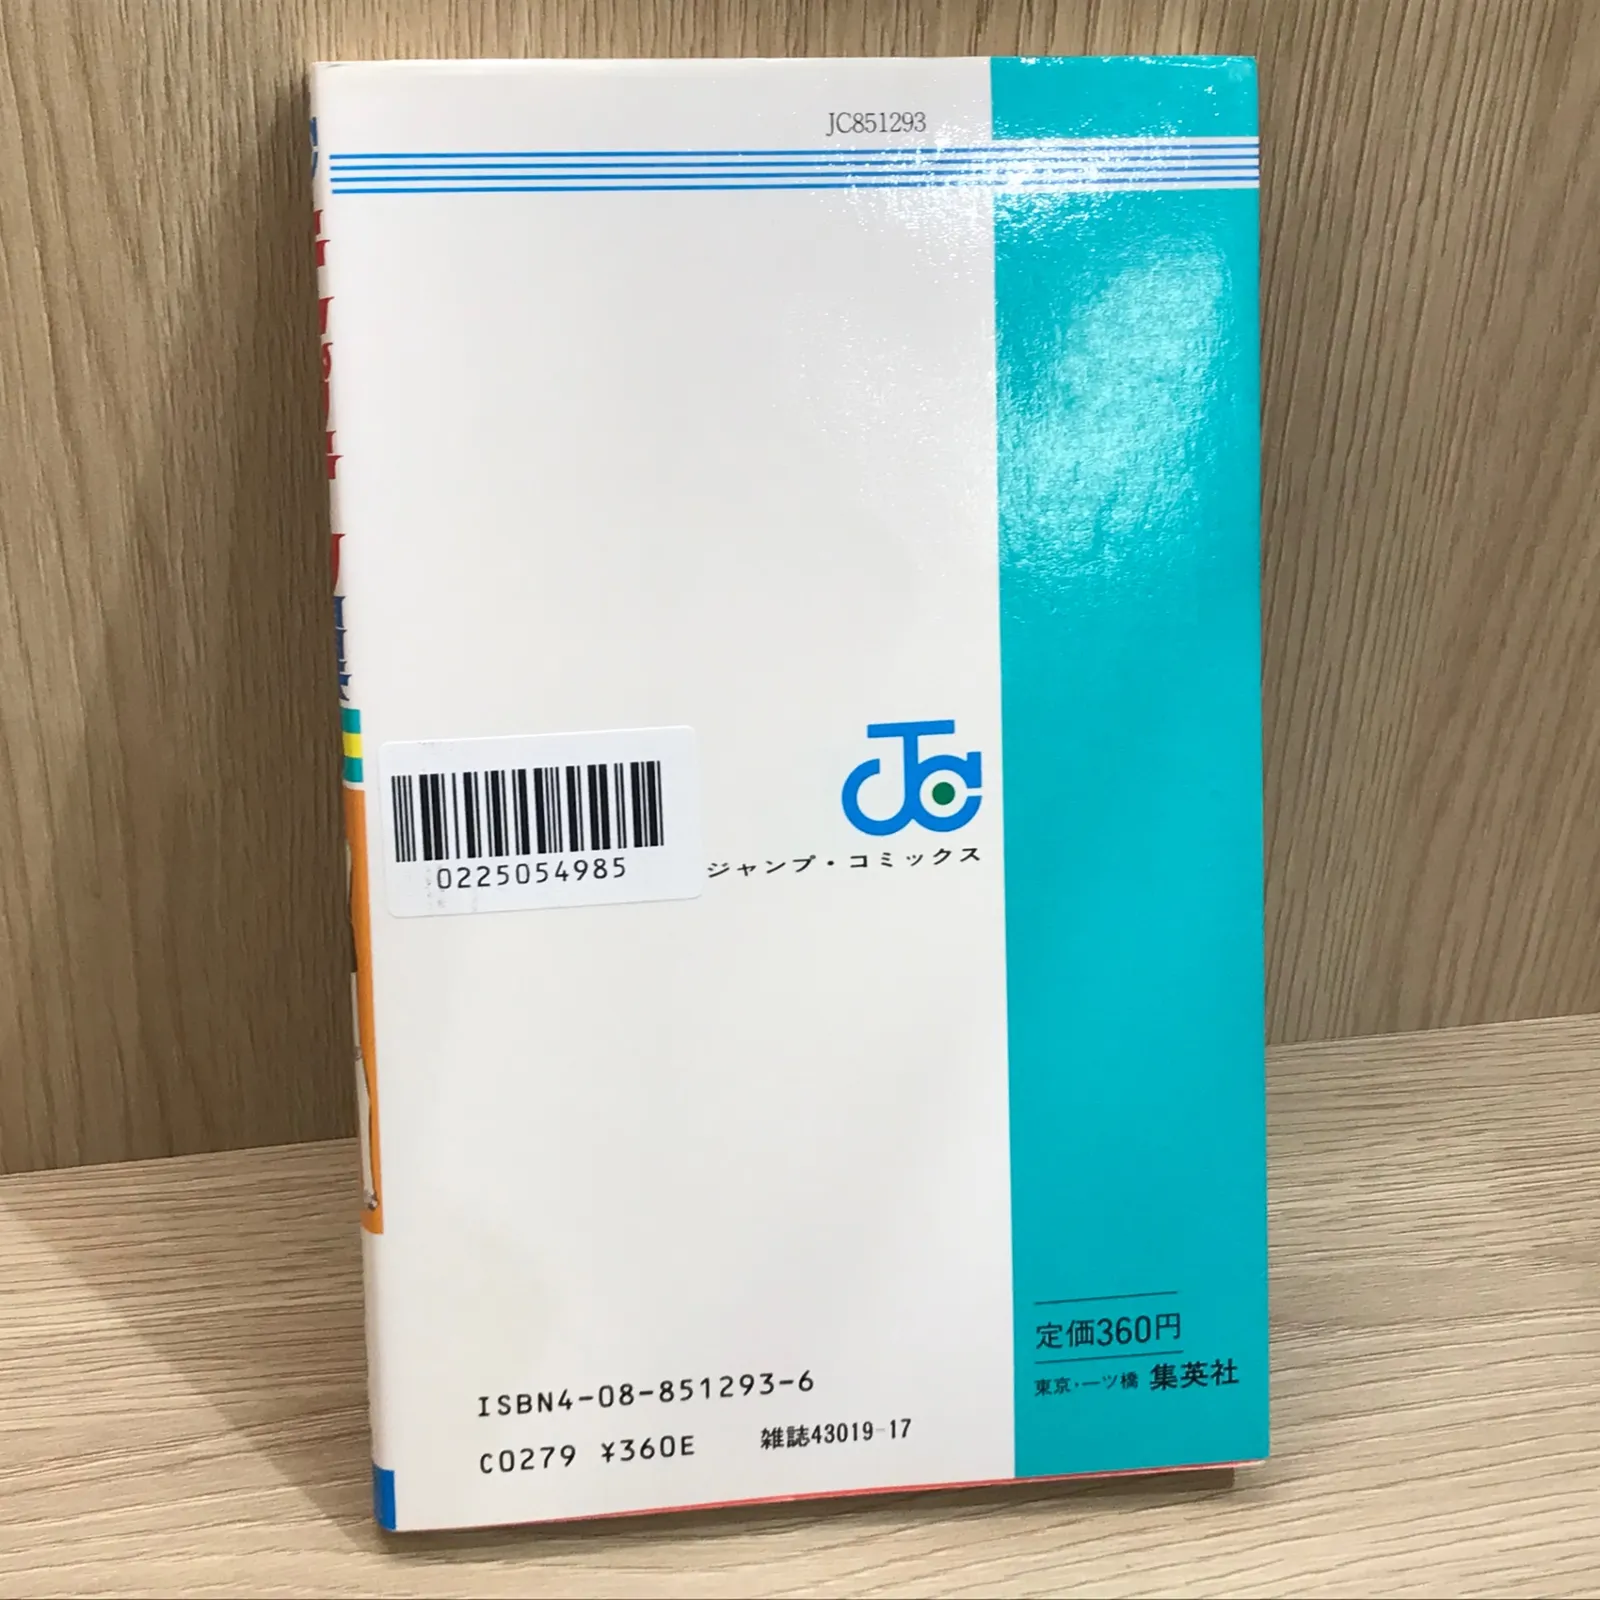 JC851293
JC
ジャンプ・コミックス
0225054985
定価360円
東京・一ツ橋 集英社
ISBN4-08-851293-6
C0279 ¥360E 雑誌43019-17